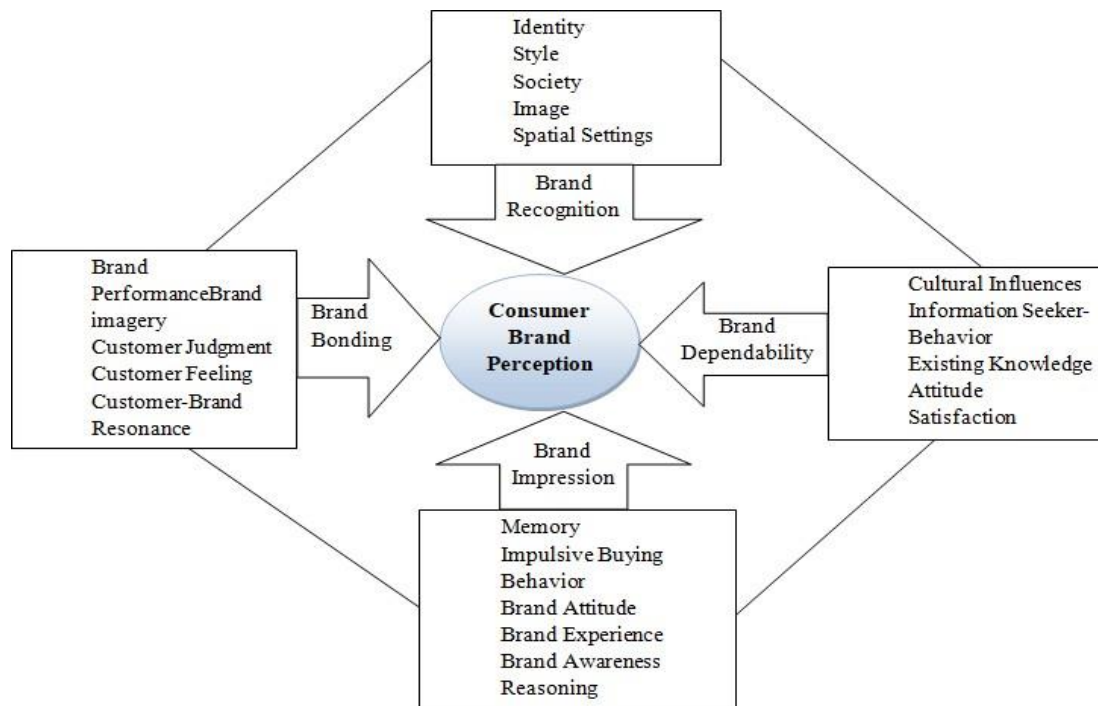 Identity
Style
Society
Image
Spatial Settings
Brand
Recognition
Brand
PerformanceBrand
imagery
Customer Judgment
Customer Feeling
Customer-Brand
Resonance
Brand
Bonding
Consumer
Brand
Perception
Brand
Dependability
Cultural Influences
Information Seeker-
Behavior
Existing Knowledge
Attitude
Satisfaction
Brand
Impression
Memory
Impulsive Buying
Behavior
Brand Attitude
Brand Experience
Brand Awareness
Reasoning